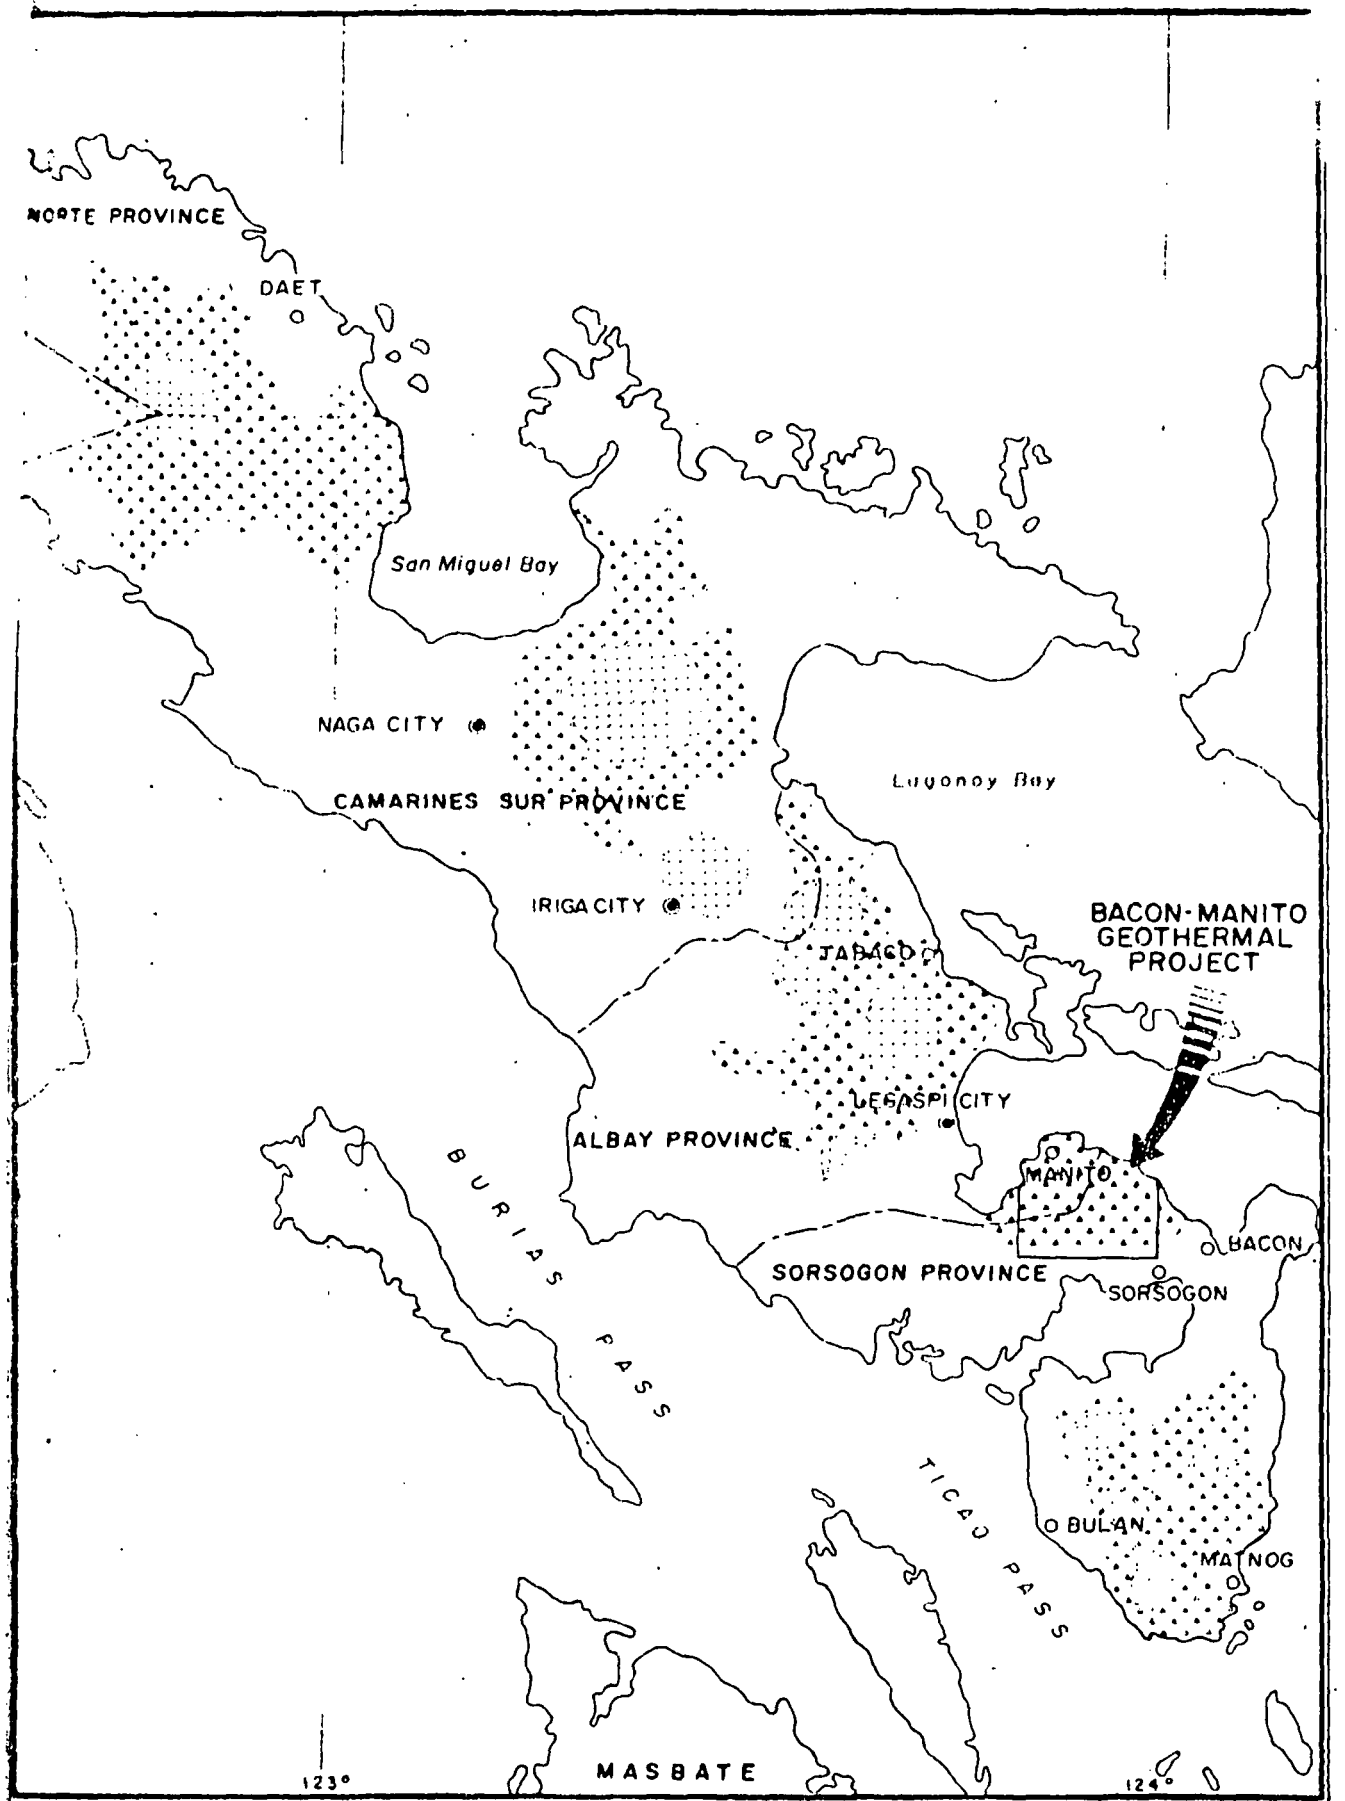 NORTE PROVINCE
DAET
San Miguel Bay
NAGA CITY
Lagonoy Bay
CAMARINES SUR PROVINCE
IRIGA CITY
BACON-MANITO
GEOTHERMAL
PROJECT
TABACO
LEGASPI CITY
ALBAY PROVINCE
MANITO
BURIAS PASS
BACON
SORSOGON PROVINCE
SORSOGON
TICAO PASS
BULAN
MATNOG
MASBATE
123°
124°